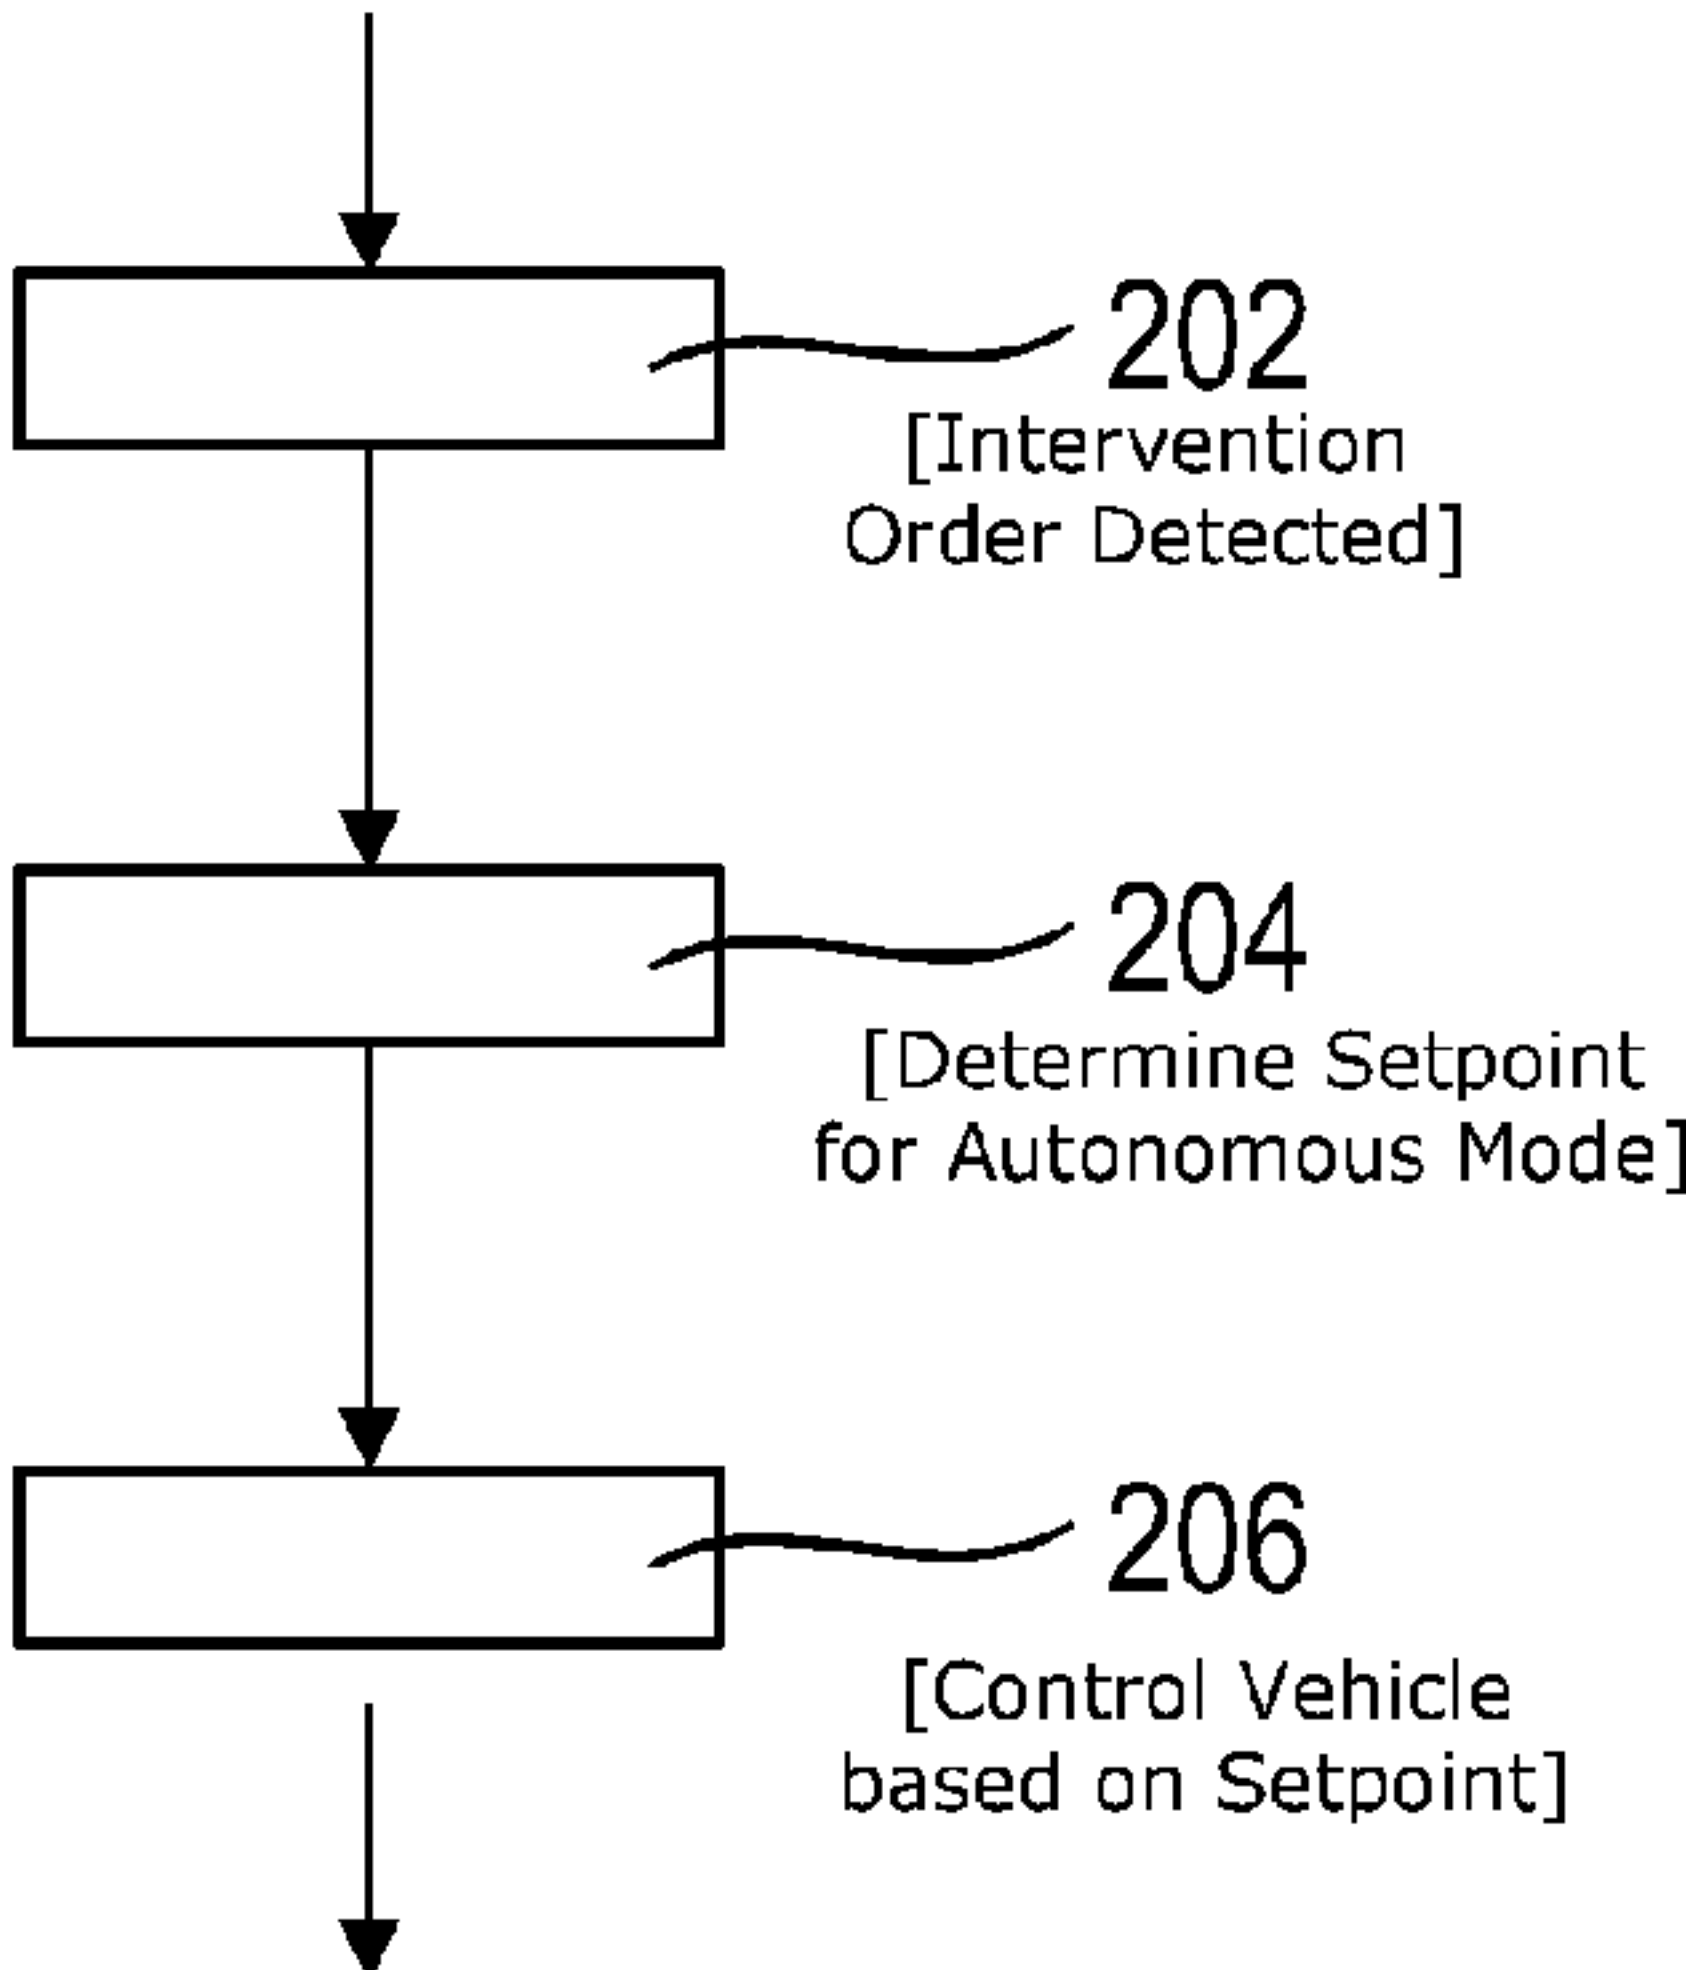 202
[Intervention
Order Detected]
204
[Determine Setpoint
for Autonomous Mode]
206
[Control Vehicle
based on Setpoint]